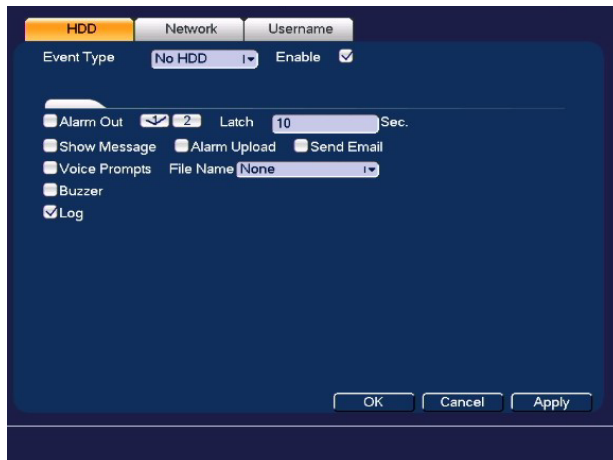 HDD Network Username
Event Type No HDD Enable
Alarm Out 1 2 Latch 10 Sec.
Show Message Alarm Upload Send Email
Voice Prompts File Name None
Buzzer
Log
OK Cancel Apply